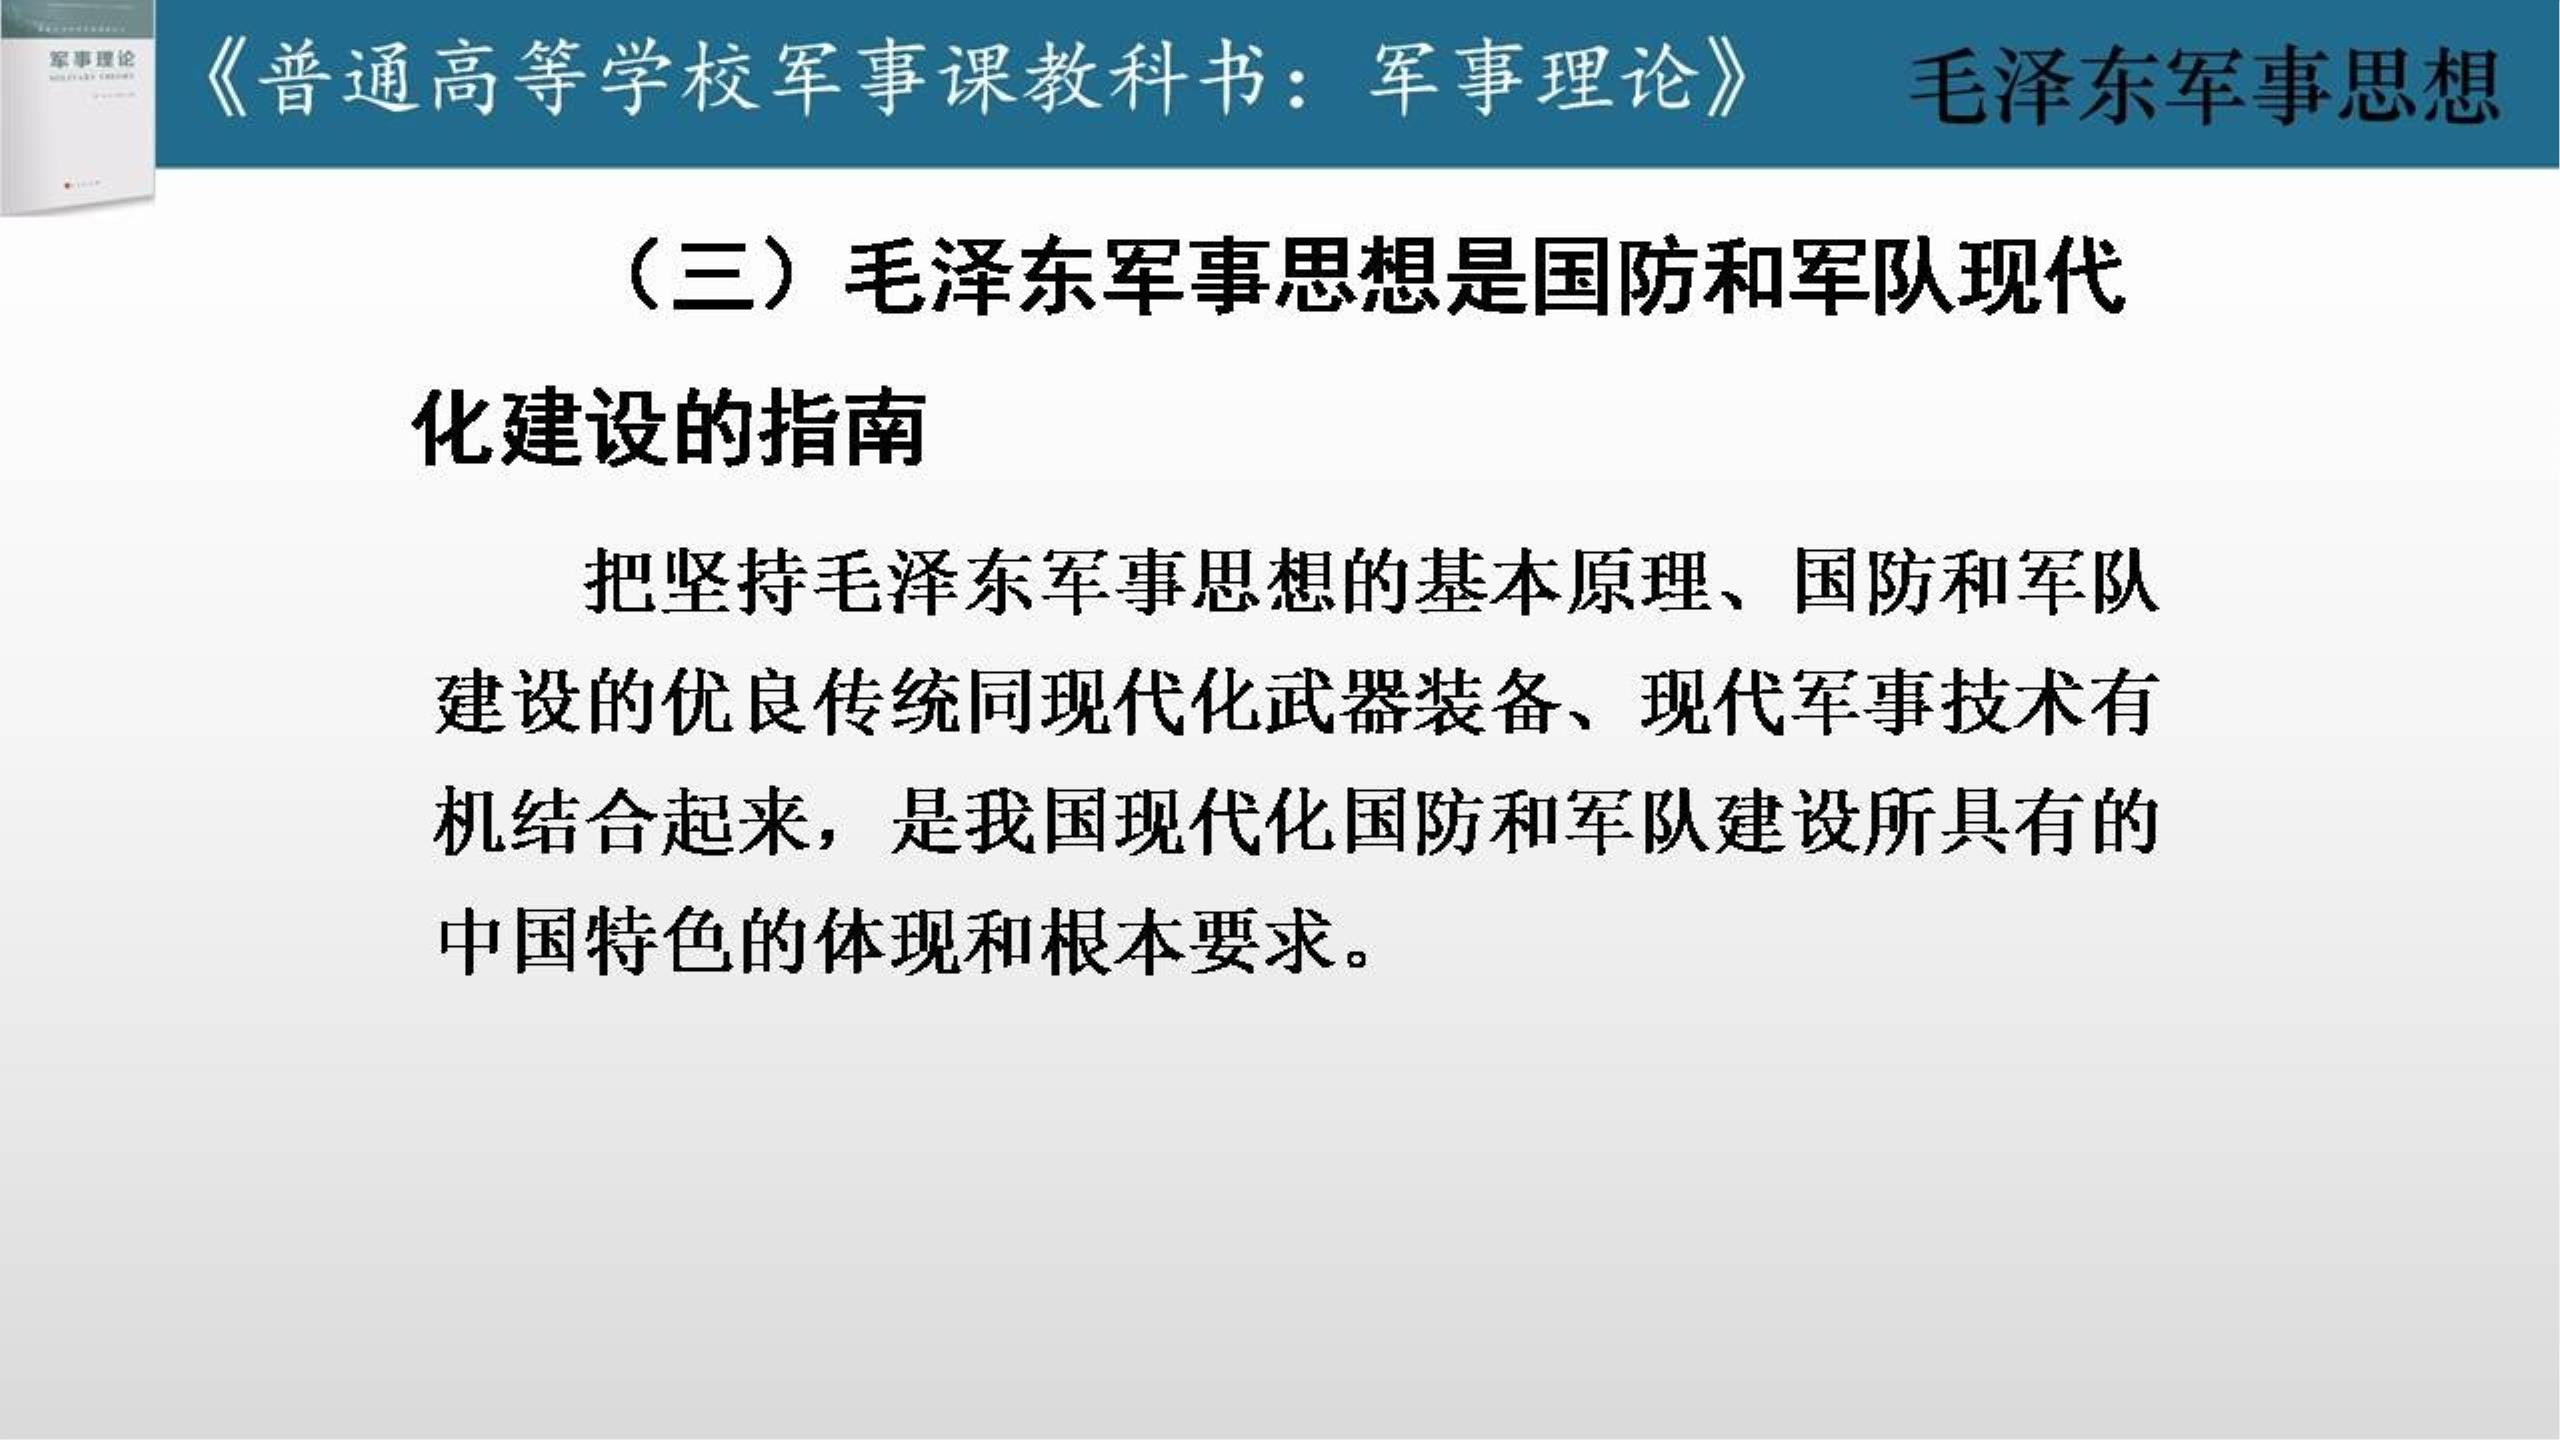 军事理论
MILITARY THEORY
《普通高等学校军事课教科书：军事理论》
毛泽东军事思想
（三）毛泽东军事思想是国防和军队现代
化建设的指南
把坚持毛泽东军事思想的基本原理、国防和军队
建设的优良传统同现代化武器装备、现代军事技术有
机结合起来，是我国现代化国防和军队建设所具有的
中国特色的体现和根本要求。